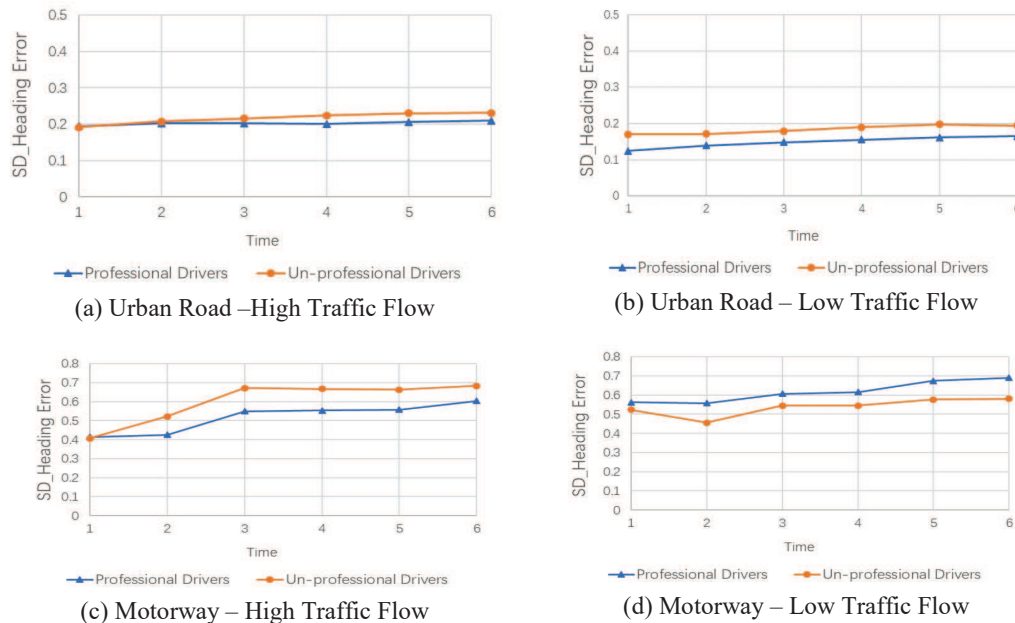 0.5
0.4
0.3
0.2
0.1
0
SD_Heading Error
1 2 3 4 5 6
Time
Professional Drivers Un-professional Drivers
(a) Urban Road –High Traffic Flow
0.5
0.4
0.3
0.2
0.1
0
SD_Heading Error
1 2 3 4 5 6
Time
Professional Drivers Un-professional Drivers
(b) Urban Road – Low Traffic Flow
0.8
0.7
0.6
0.5
0.4
0.3
0.2
0.1
0
SD_Heading Error
1 2 3 4 5 6
Time
Professional Drivers Un-professional Drivers
(c) Motorway – High Traffic Flow
0.8
0.7
0.6
0.5
0.4
0.3
0.2
0.1
0
SD_Heading Error
1 2 3 4 5 6
Time
Professional Drivers Un-professional Drivers
(d) Motorway – Low Traffic Flow